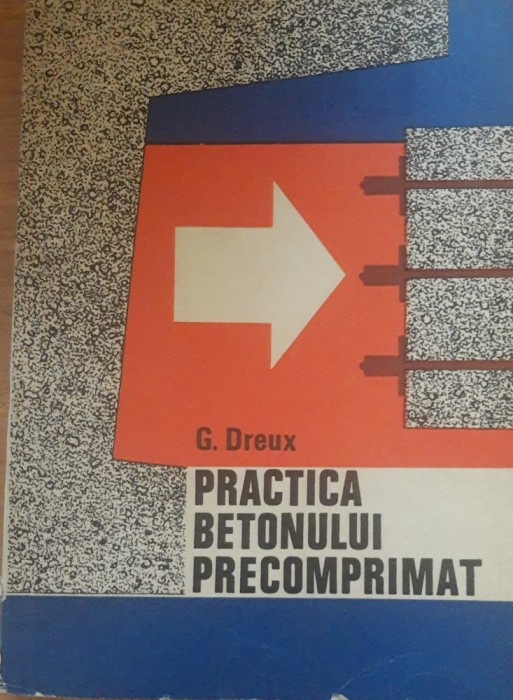 G. Dreux
PRACTICA
BETONULUI
PRECOMPRIMAT